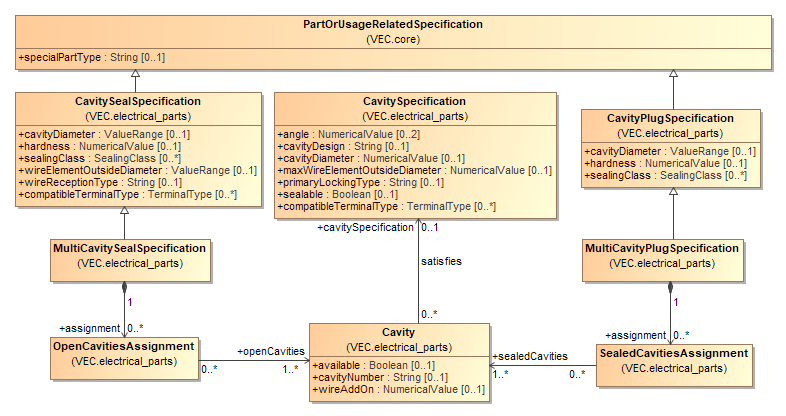 PartOrUsageRelatedSpecification
(VEC.core)
+specialPartType : String [0..1]
CavitySealSpecification
(VEC.electrical_parts)
+cavityDiameter : ValueRange [0..1]
+hardness : NumericalValue [0..1]
+sealingClass : SealingClass [0..*]
+wireElementOutsideDiameter : ValueRange [0..1]
+wireReceptionType : String [0..1]
+compatibleTerminalType : TerminalType [0..*]
CavitySpecification
(VEC.electrical_parts)
+angle : NumericalValue [0..2]
+cavityDesign : String [0..1]
+cavityDiameter : NumericalValue [0..1]
+maxWireElementOutsideDiameter : NumericalValue [0..1]
+primaryLockingType : String [0..1]
+sealable : Boolean [0..1]
+compatibleTerminalType : TerminalType [0..*]
CavityPlugSpecification
(VEC.electrical_parts)
+cavityDiameter : ValueRange [0..1]
+hardness : NumericalValue [0..1]
+sealingClass : SealingClass [0..*]
+cavitySpecification 0..1
MultiCavitySealSpecification
(VEC.electrical_parts)
satisfies
MultiCavityPlugSpecification
(VEC.electrical_parts)
1
1
+assignment 0..*
0..*
+assignment 0..*
OpenCavitiesAssignment
(VEC.electrical_parts)
+openCavities
0..*
1..*
Cavity
(VEC.electrical_parts)
+available : Boolean [0..1]
+cavityNumber : String [0..1]
+wireAddOn : NumericalValue [0..1]
+sealedCavities
1..*
0..*
SealedCavitiesAssignment
(VEC.electrical_parts)